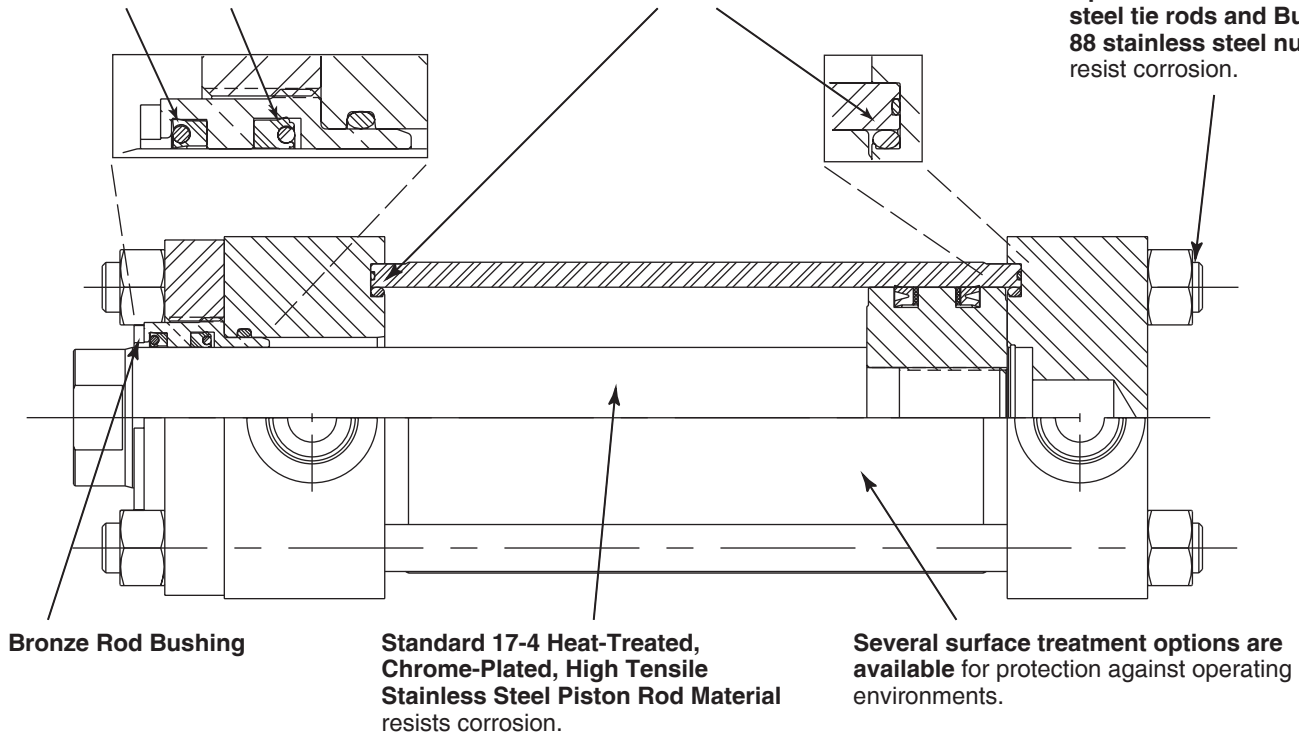 steel tie rods and
88 stainless steel
resist corrosion.
Bronze Rod Bushing
Standard 17-4 Heat-Treated,
Chrome-Plated, High Tensile
Stainless Steel Piston Rod Material
resists corrosion.
Several surface treatment options are
available for protection against operating
environments.